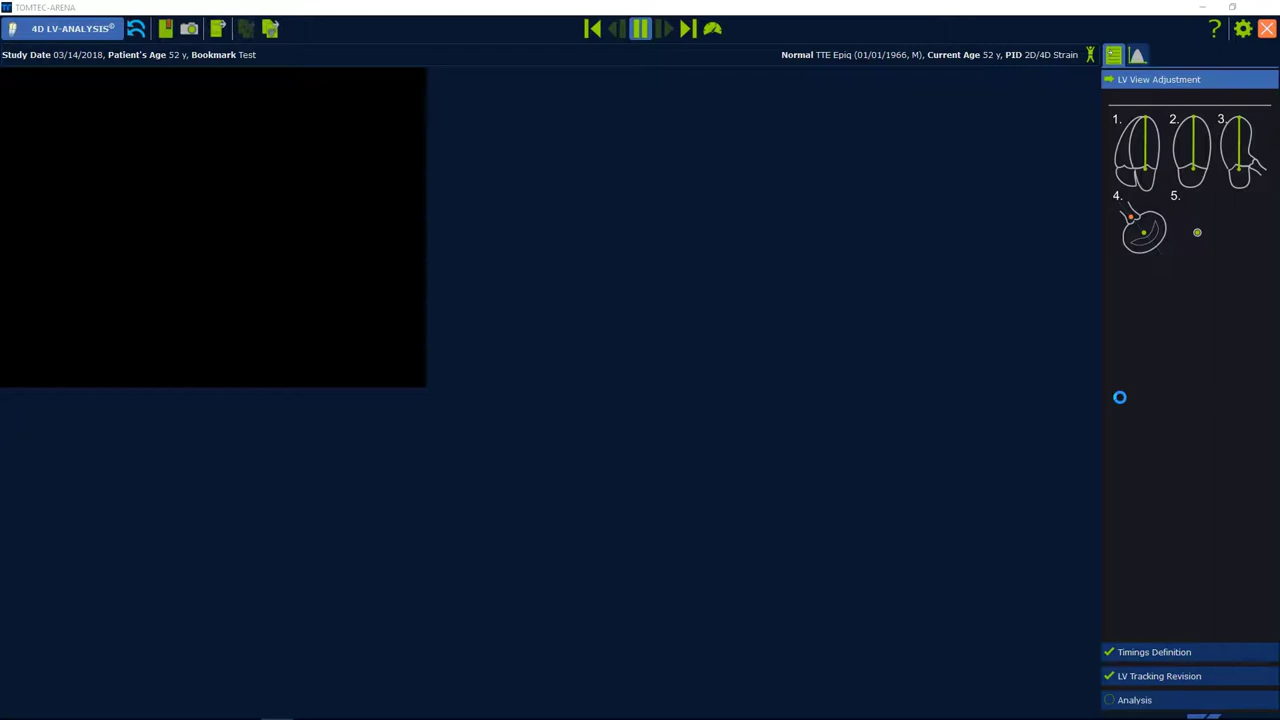 TOMTEC-ARENA
4D LV-ANALYSIS®
?
Study Date 03/14/2018, Patient's Age 52 y, Bookmark Test
Normal TTE Epiq (01/01/1966, M), Current Age 52 y, PID 2D/4D Strain
LV View Adjustment
1. 2. 3.
4. 5.
Timings Definition
LV Tracking Revision
Analysis